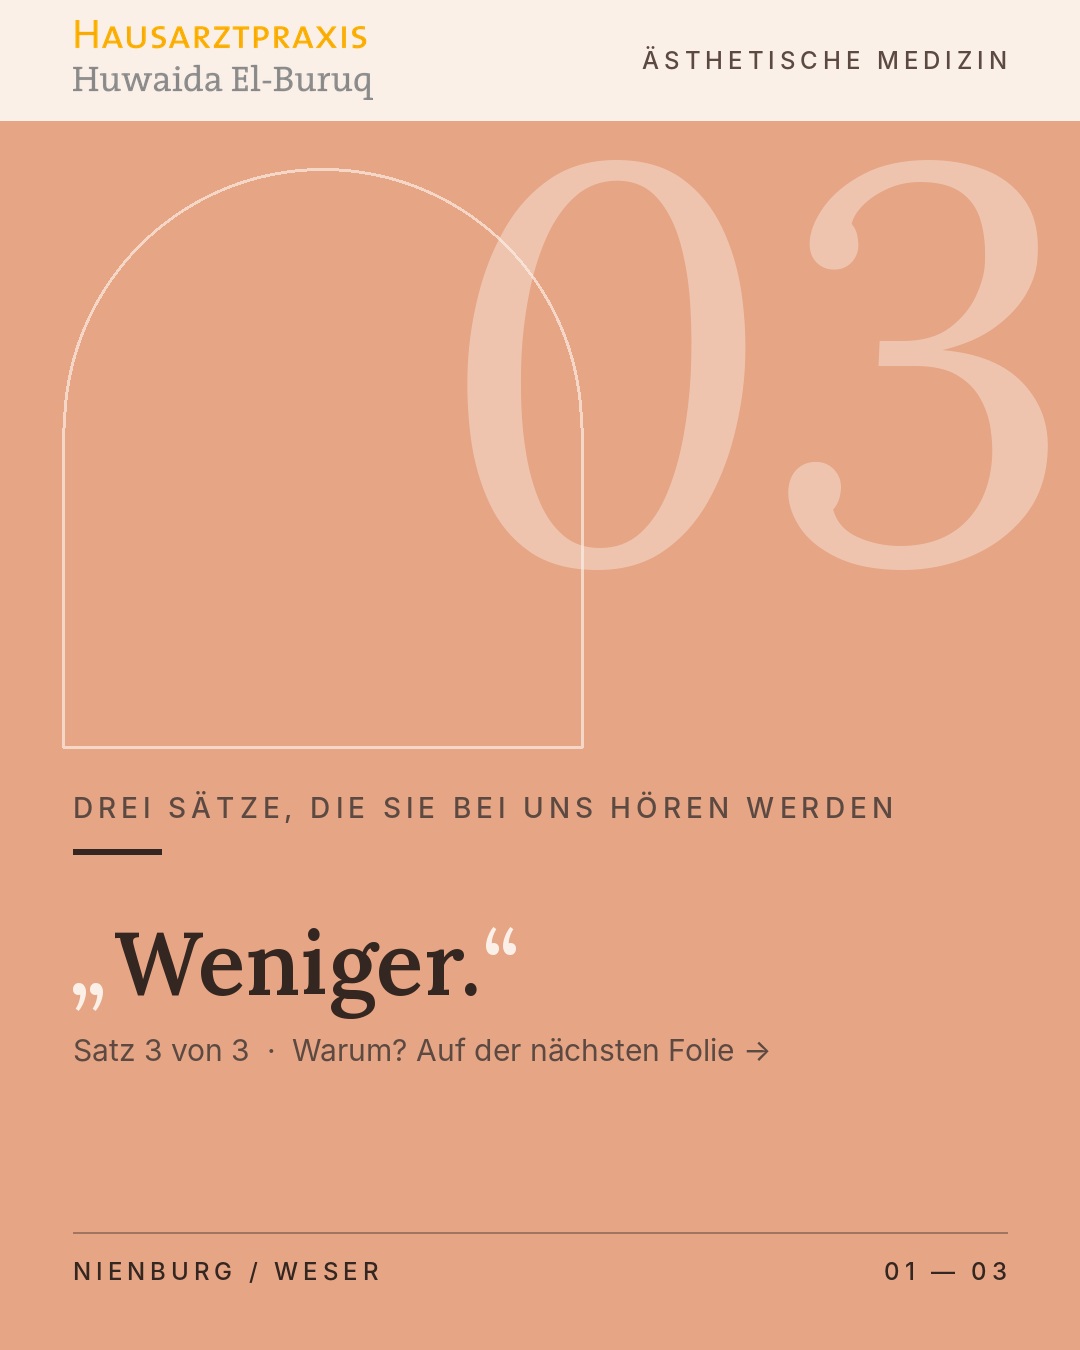 HAUSARZTPRAXIS
Huwaida El-Buruq
ÄSTHETISCHE MEDIZIN
03
DREI SÄTZE, DIE SIE BEI UNS HÖREN WERDEN
„Weniger.“
Satz 3 von 3 · Warum? Auf der nächsten Folie →
NIENBURG / WESER
01 — 03